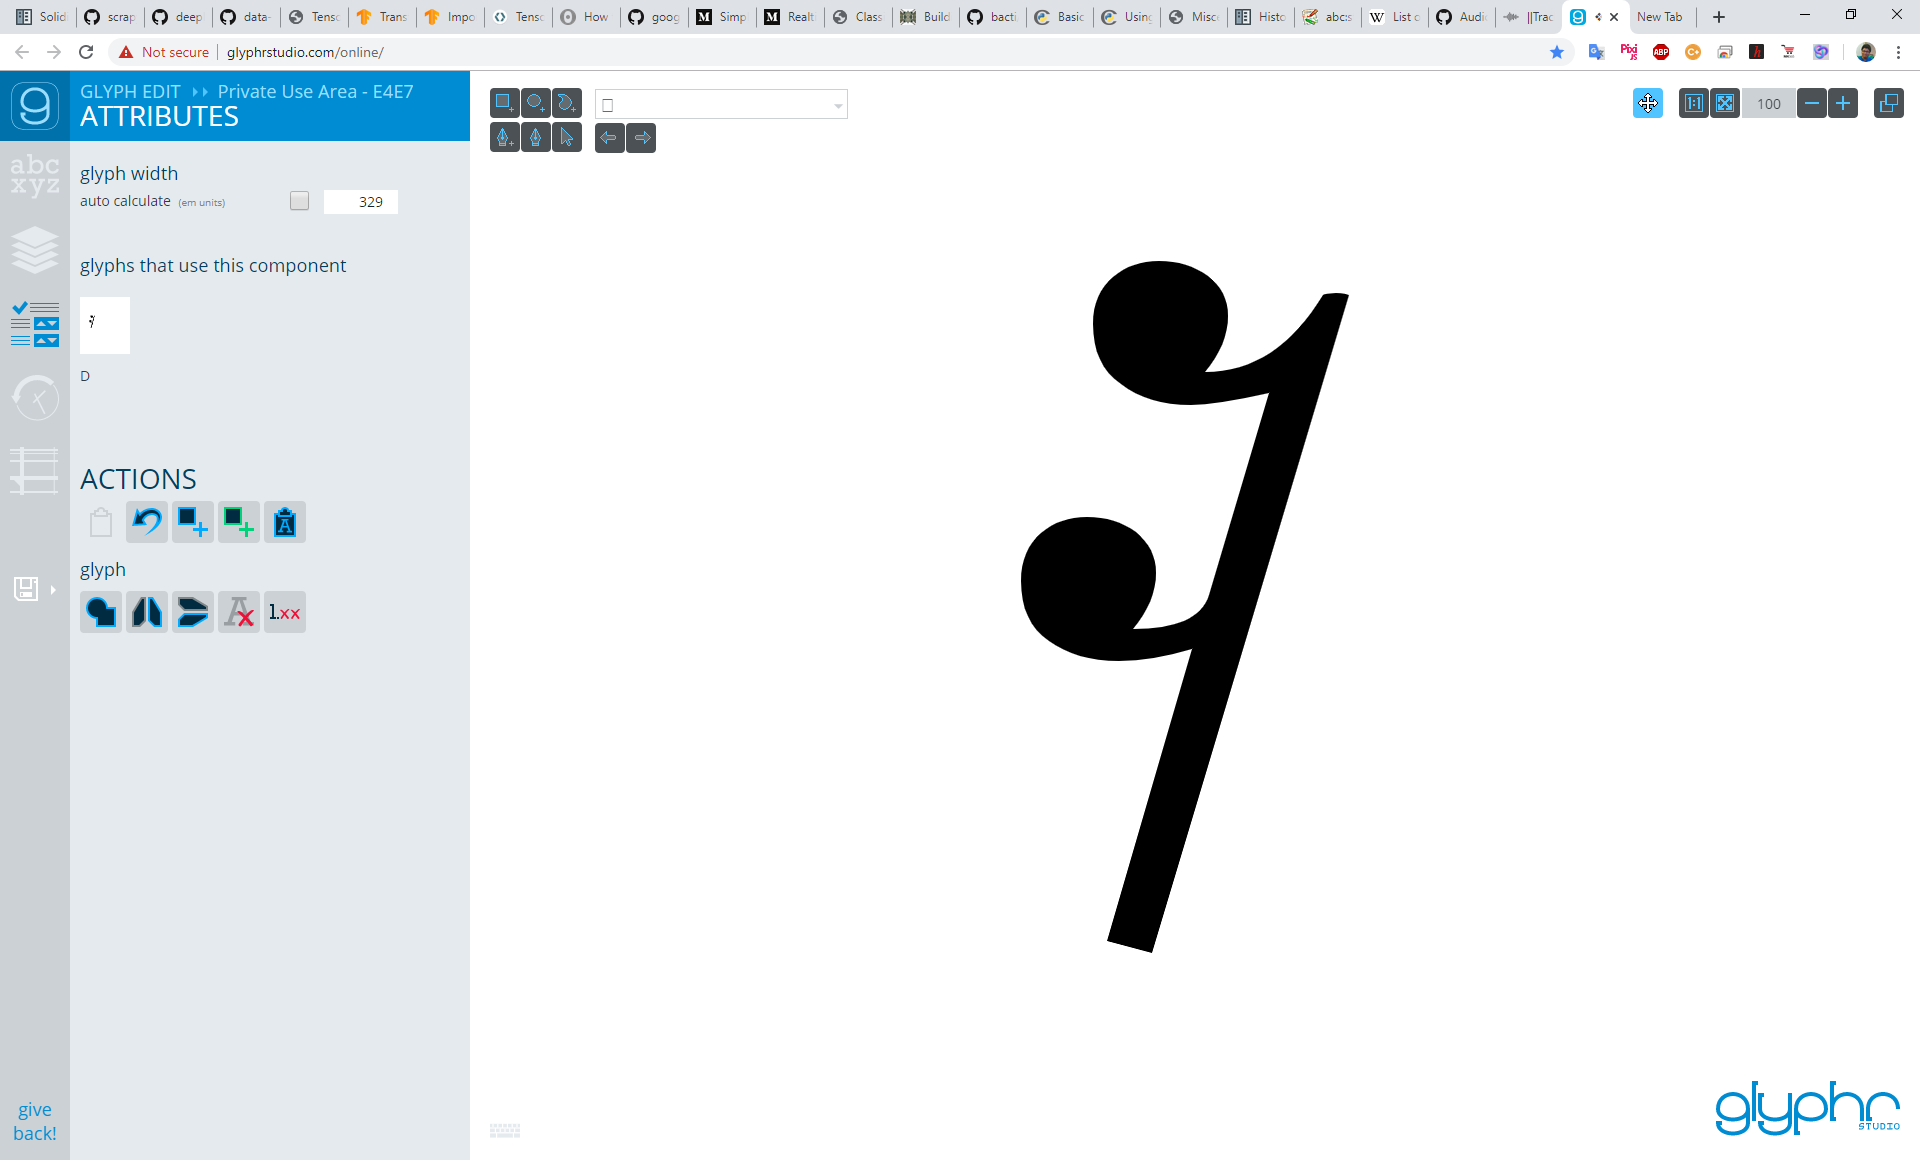 Solid
scrap
deep
data-
Tenso
Trans
Impo
Tenso
How
goog
Simp
Realt
Class
Build
bacti
Basic
Using
Misc
Histo
abc:s
List o
Audi
||Trac
New Tab
Not secure
glyphrstudio.com/online/
GLYPH EDIT Private Use Area - E4E7
ATTRIBUTES
100
abc
xyz
glyph width
auto calculate (em units) 329
glyphs that use this component
D
ACTIONS
glyph
1.xx
give
back!
glyphr
STUDIO